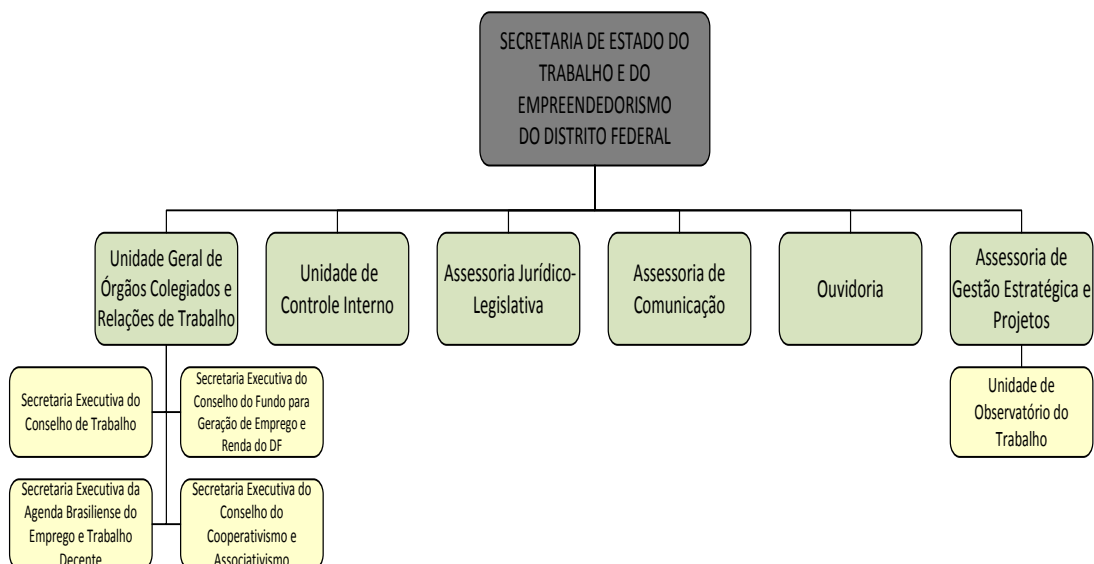 SECRETARIA DE ESTADO DO
TRABALHO E DO
EMPREENDEDORISMO
DO DISTRITO FEDERAL
Unidade Geral de
Órgãos Colegiados e
Relações de Trabalho
Unidade de
Controle Interno
Assessoria Jurídico-
Legislativa
Assessoria de
Comunicação
Ouvidoria
Assessoria de
Gestão Estratégica e
Projetos
Secretaria Executiva do
Conselho de Trabalho
Secretaria Executiva do
Conselho do Fundo para
Geração de Emprego e
Renda do DF
Unidade de
Observatório do
Trabalho
Secretaria Executiva da
Agenda Brasiliense do
Emprego e Trabalho
Decente
Secretaria Executiva do
Conselho do
Cooperativismo e
Associativismo